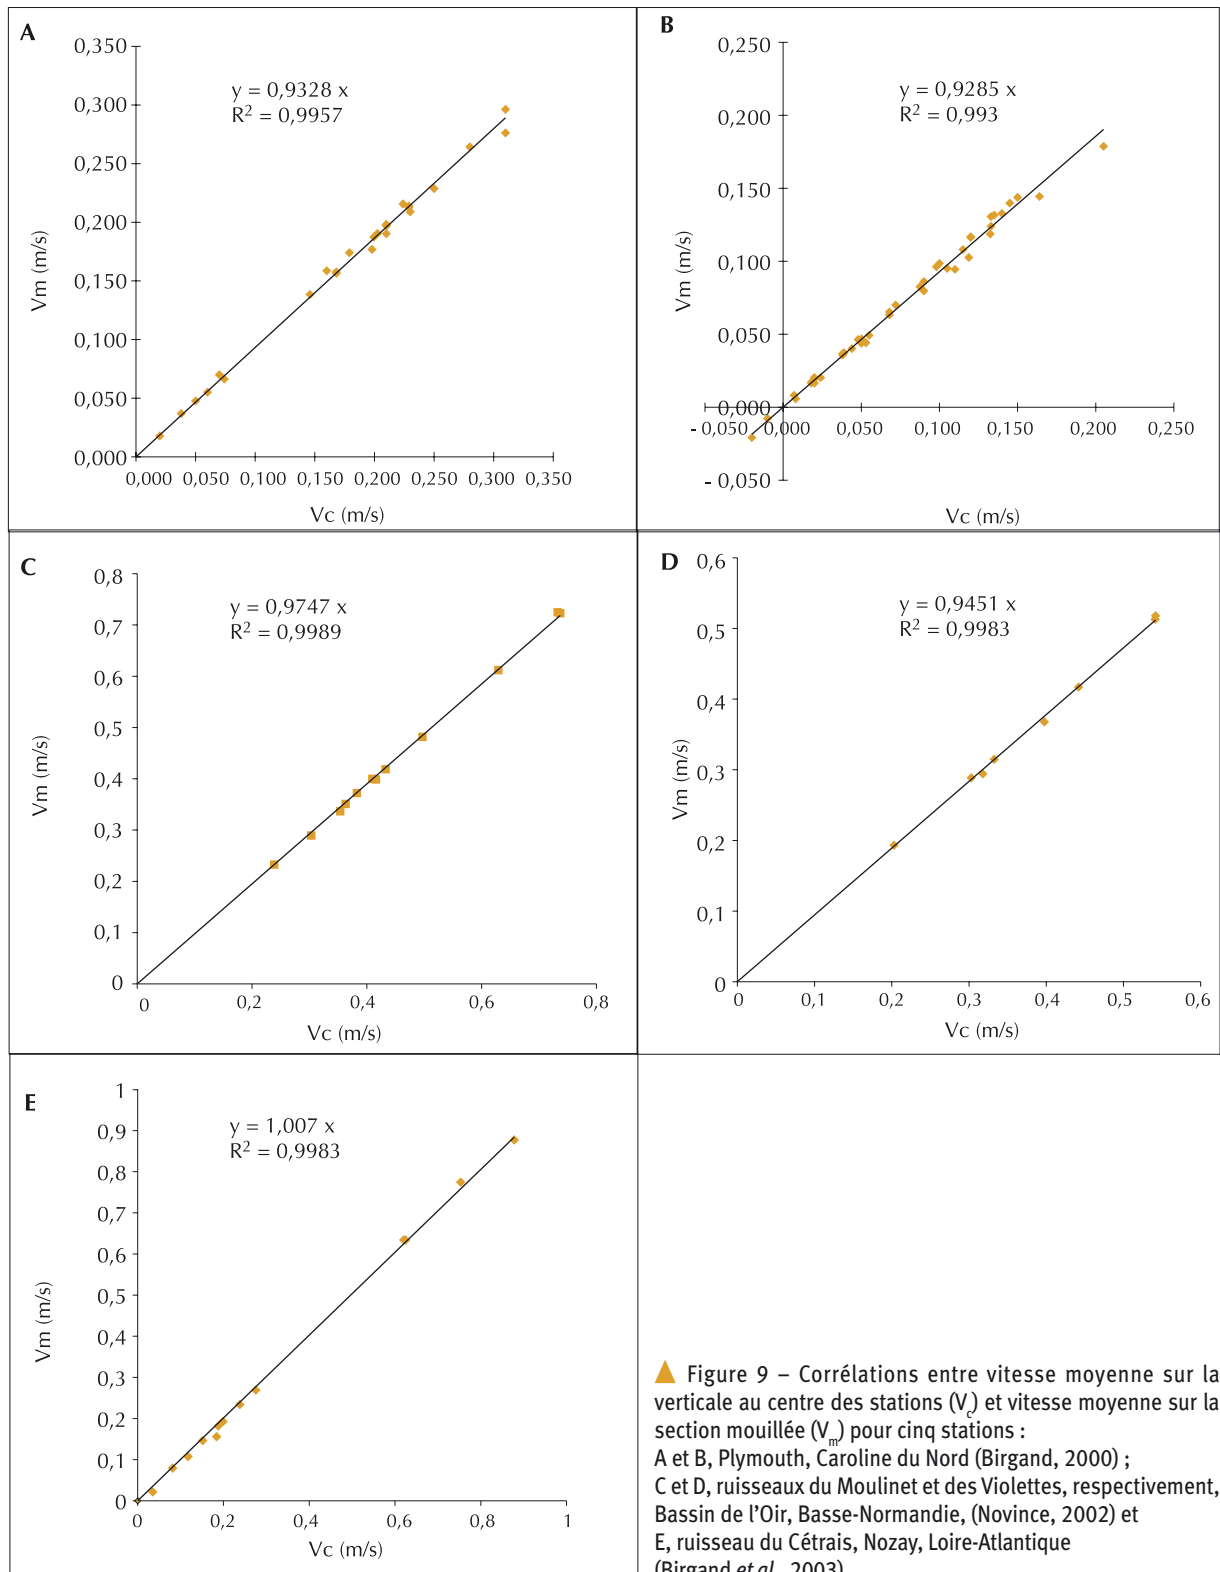 A
y = 0,9328 x
R² = 0,9957
0,350
0,300
0,250
0,200
0,150
0,100
0,050
0,000
Vm (m/s)
0,000 0,050 0,100 0,150 0,200 0,250 0,300 0,350
Vc (m/s)
B
y = 0,9285 x
R² = 0,993
0,250
0,200
0,150
0,100
0,050
0,000
- 0,050
Vm (m/s)
- 0,050 0,000 0,050 0,100 0,150 0,200 0,250
Vc (m/s)
C
y = 0,9747 x
R² = 0,9989
0,8
0,7
0,6
0,5
0,4
0,3
0,2
0,1
0
Vm (m/s)
0 0,2 0,4 0,6 0,8
Vc (m/s)
D
y = 0,9451 x
R² = 0,9983
0,6
0,5
0,4
0,3
0,2
0,1
0
Vm (m/s)
0 0,1 0,2 0,3 0,4 0,5 0,6
Vc (m/s)
E
y = 1,007 x
R² = 0,9983
1
0,9
0,8
0,7
0,6
0,5
0,4
0,3
0,2
0,1
0
Vm (m/s)
0 0,2 0,4 0,6 0,8 1
Vc (m/s)
Figure 9 – Corrélations entre vitesse moyenne sur la
verticale au centre des stations (Vc) et vitesse moyenne sur la
section mouillée (Vm) pour cinq stations :
A et B, Plymouth, Caroline du Nord (Birgand, 2000) ;
C et D, ruisseaux du Moulinet et des Violettes, respectivement,
Bassin de l'Oir, Basse-Normandie, (Novince, 2002) et
E, ruisseau du Cétrais, Nozay, Loire-Atlantique
(Birgand et al., 2003)